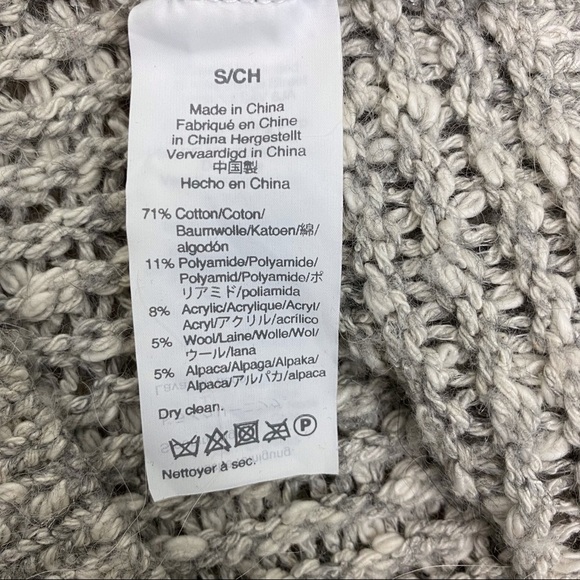 S/CH
Made in China
Fabriqué en Chine
in China Hergestellt
Vervaardigd in China
中国製
Hecho en China
71% Cotton/Coton/
Baumwolle/Katoen/綿/
algodón
11% Polyamide/Polyamide/
Polyamid/Polyamide/ポ
リアミド/poliamida
8% Acrylic/Acrylique/Acryl/
Acryl/アクリル/acrílico
5% Wool/Laine/Wolle/Wol/
ウール/lana
5% Alpaca/Alpaga/Alpaka/
Alpaca/アルパカ/alpaca
Dry clean.
P
Nettoyer à sec.